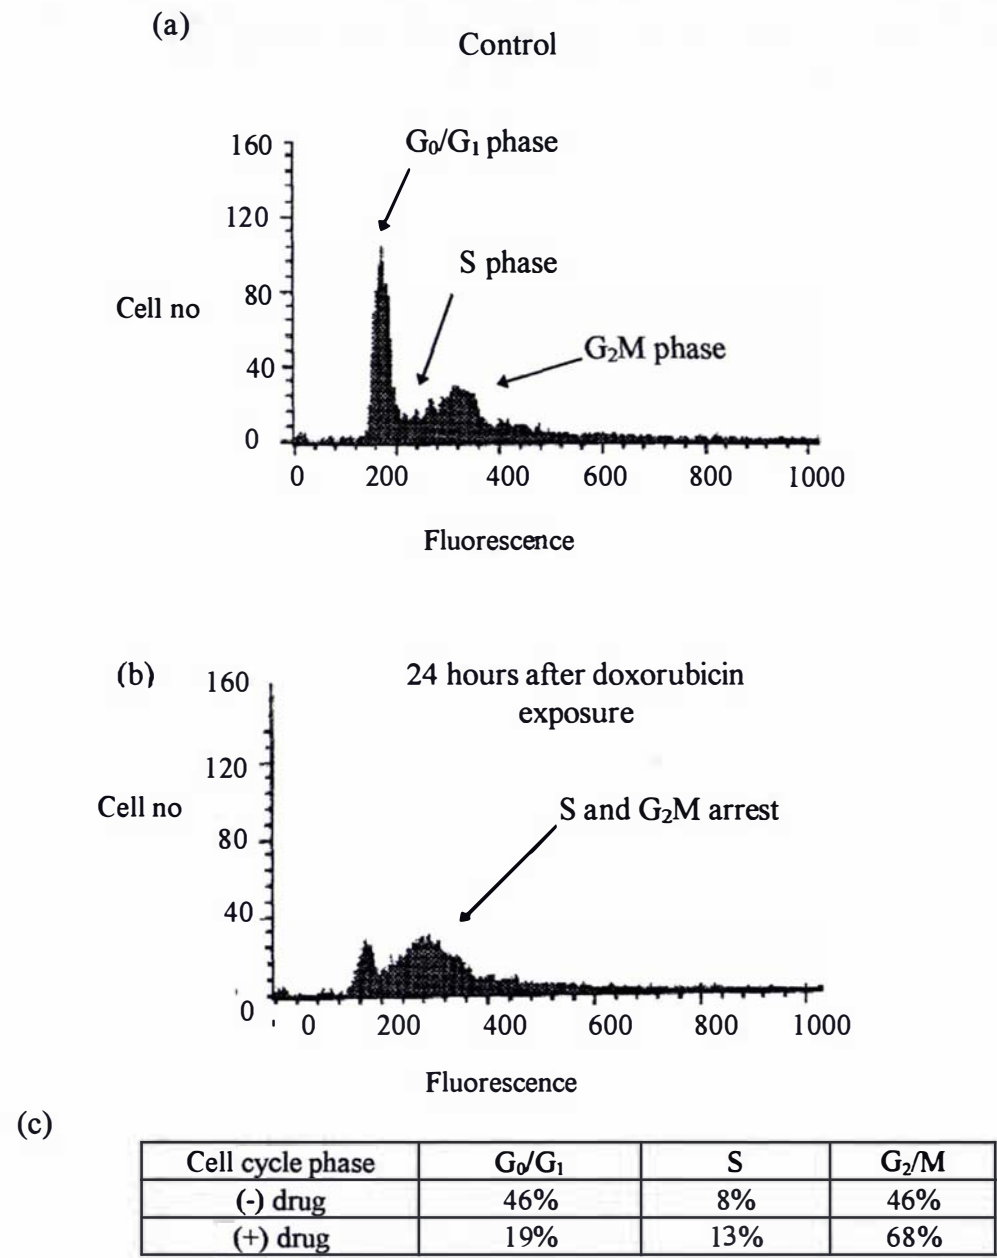 (a)
Control
160
G₀/G₁ phase
120
S phase
80
Cell no
G₂M phase
40
0
0 200 400 600 800 1000
Fluorescence
(b)
160
24 hours after doxorubicin
exposure
120
Cell no
S and G₂M arrest
80
40
0
0 200 400 600 800 1000
Fluorescence
(c)
Cell cycle phase G₀/G₁ S G₂/M
(-) drug 46% 8% 46%
(+) drug 19% 13% 68%